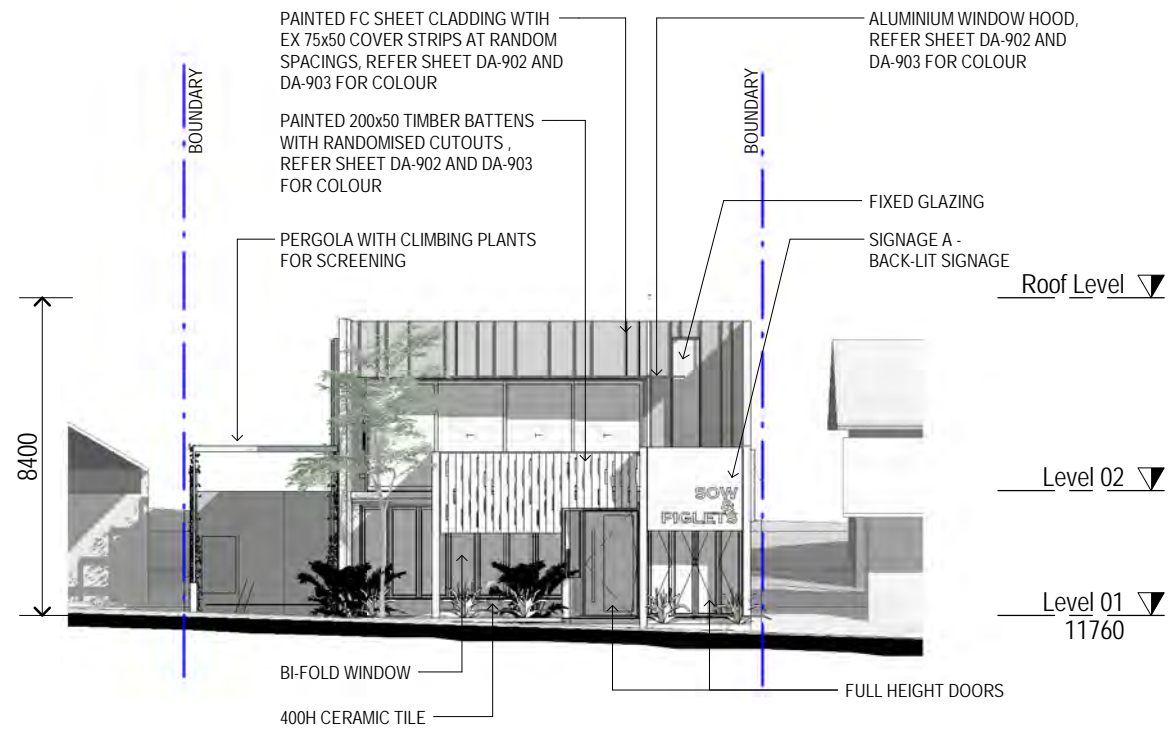 PAINTED FC SHEET CLADDING WTIH
EX 75x50 COVER STRIPS AT RANDOM
SPACINGS, REFER SHEET DA-902 AND
DA-903 FOR COLOUR
ALUMINIUM WINDOW HOOD,
REFER SHEET DA-902 AND
DA-903 FOR COLOUR
BOUNDARY
BOUNDARY
PAINTED 200x50 TIMBER BATTENS
WITH RANDOMISED CUTOUTS ,
REFER SHEET DA-902 AND DA-903
FOR COLOUR
FIXED GLAZING
PERGOLA WITH CLIMBING PLANTS
FOR SCREENING
SIGNAGE A -
BACK-LIT SIGNAGE
Roof Level
8400
Level 02
SOW
&
PIGLETS
Level 01
11760
BI-FOLD WINDOW
FULL HEIGHT DOORS
400H CERAMIC TILE